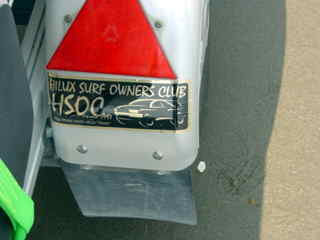 HILUX SURF OWNERS CLUB
HSOC